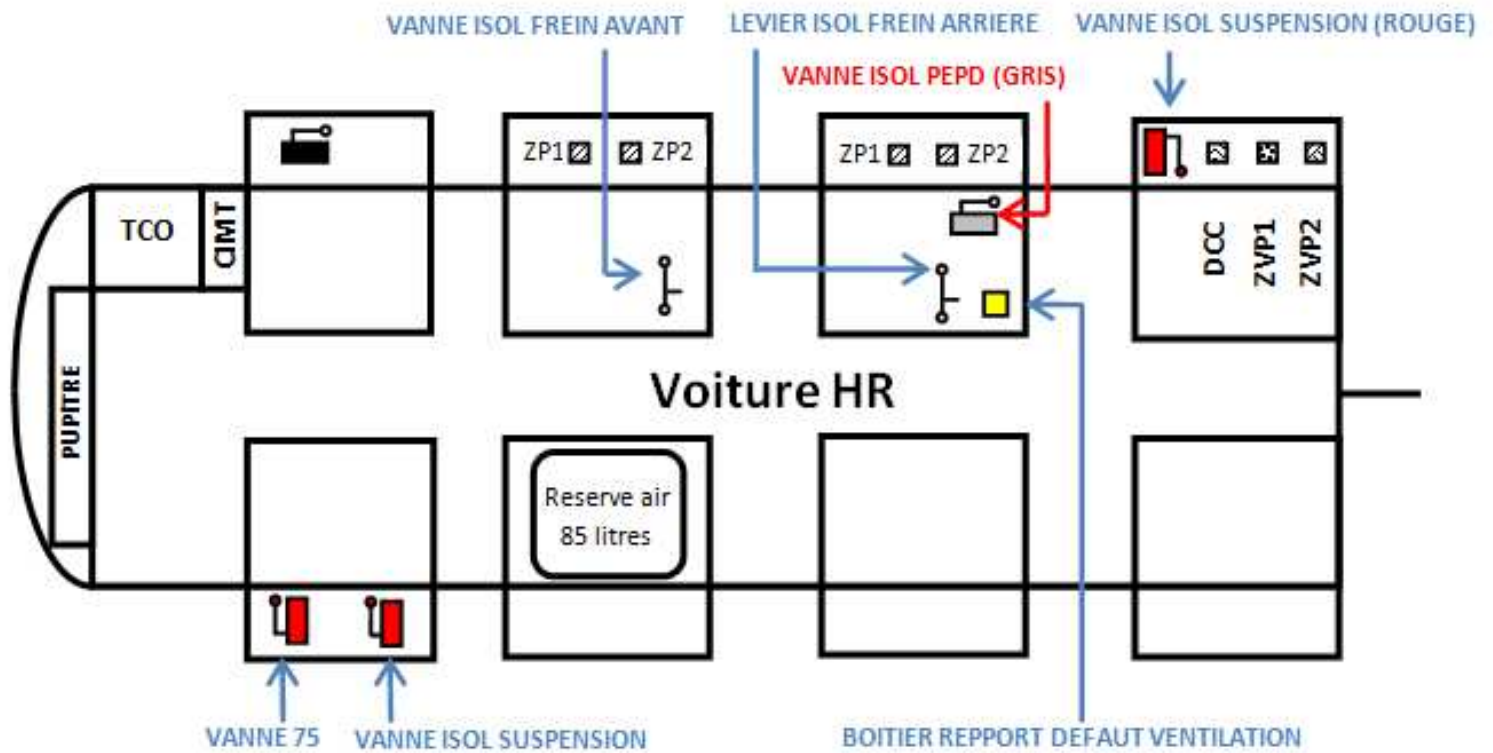 VANNE ISOL FREIN AVANT
LEVIER ISOL FREIN ARRIERE
VANNE ISOL SUSPENSION (ROUGE)
VANNE ISOL PEPD (GRIS)
ZP1 ZP2
ZP1 ZP2
TCO
CIMT
DCC
ZVP1
ZVP2
PUPITRE
Voiture HR
Reserve air
85 litres
VANNE 75
VANNE ISOL SUSPENSION
BOITIER REPPORT DEFAUT VENTILATION